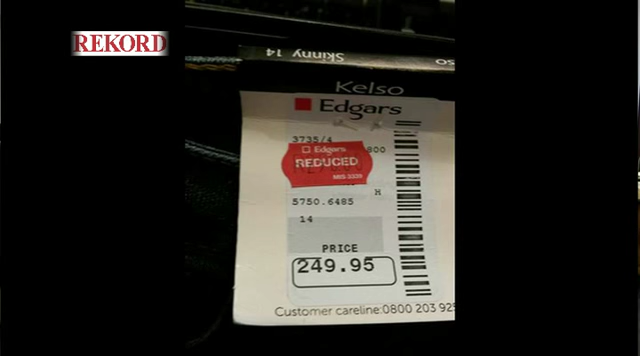 REKORD
Skinny 14
Kelso
Edgars
3735/4
800
Edgars
REDUCED
H
5750.6485
14
PRICE
249.95
Customer careline:0800 203 925